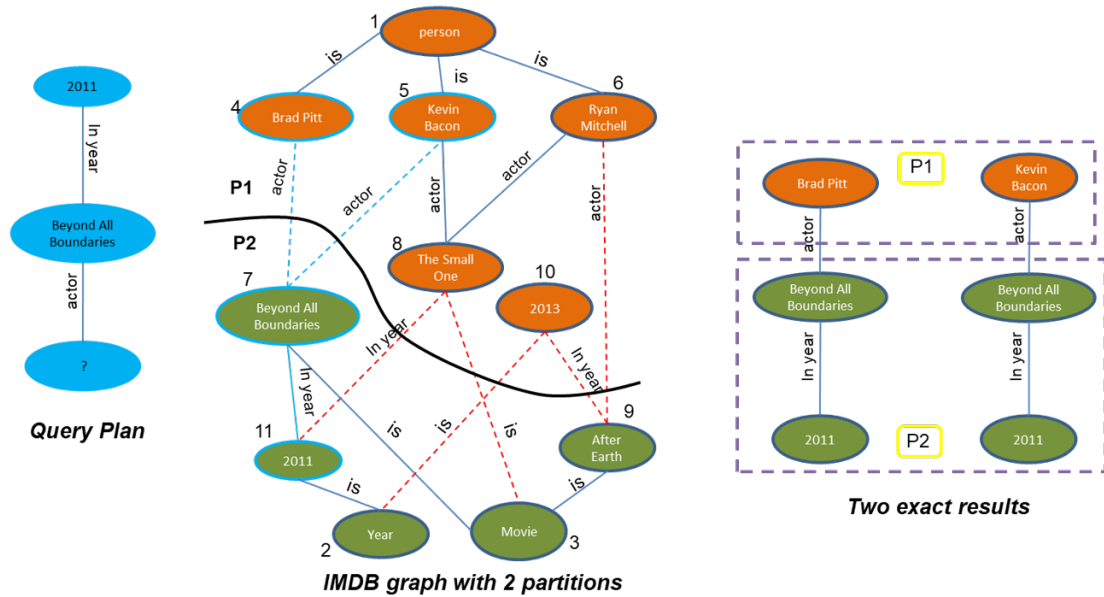 2011
In year
Beyond All
Boundaries
actor
?
Query Plan
1
person
is
is
is
4
Brad Pitt
5
Kevin
Bacon
6
Ryan
Mitchell
actor
actor
actor
actor
actor
P1
P2
7
Beyond All
Boundaries
8
The Small
One
10
2013
In year
In year
In year
is
is
is
9
After
Earth
11
2011
is
is
2
Year
Movie
3
IMDB graph with 2 partitions
Brad Pitt
P1
Kevin
Bacon
actor
actor
Beyond All
Boundaries
Beyond All
Boundaries
In year
In year
2011
P2
2011
Two exact results